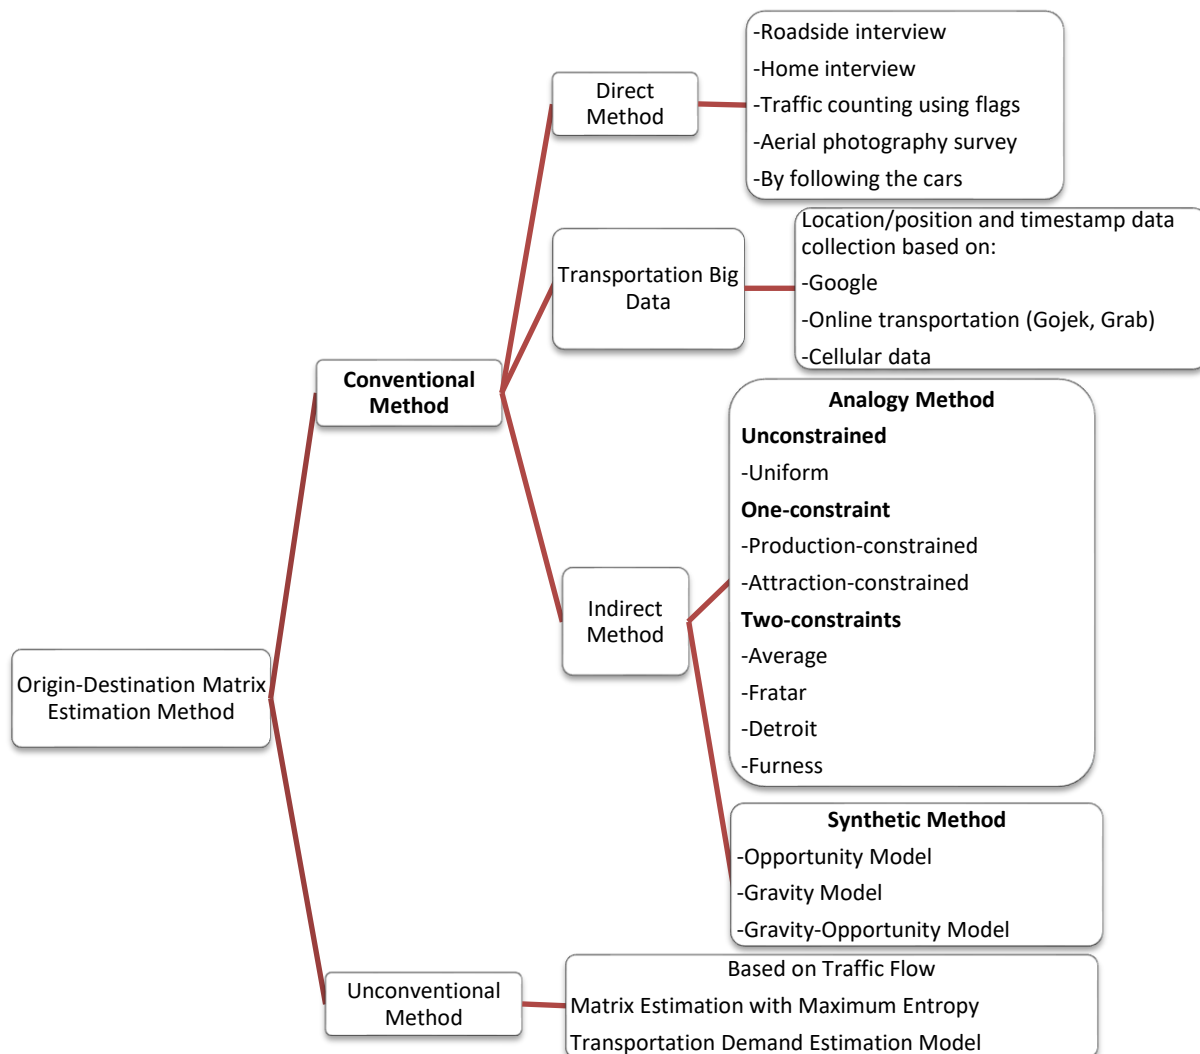 -Roadside interview
-Home interview
-Traffic counting using flags
-Aerial photography survey
-By following the cars
Direct
Method
Location/position and timestamp data
collection based on:
-Google
-Online transportation (Gojek, Grab)
-Cellular data
Transportation Big
Data
Conventional
Method
Analogy Method
Unconstrained
-Uniform
One-constraint
-Production-constrained
-Attraction-constrained
Two-constraints
-Average
-Fratar
-Detroit
-Furness
Indirect
Method
Origin-Destination Matrix
Estimation Method
Synthetic Method
-Opportunity Model
-Gravity Model
-Gravity-Opportunity Model
Unconventional
Method
Based on Traffic Flow
Matrix Estimation with Maximum Entropy
Transportation Demand Estimation Model